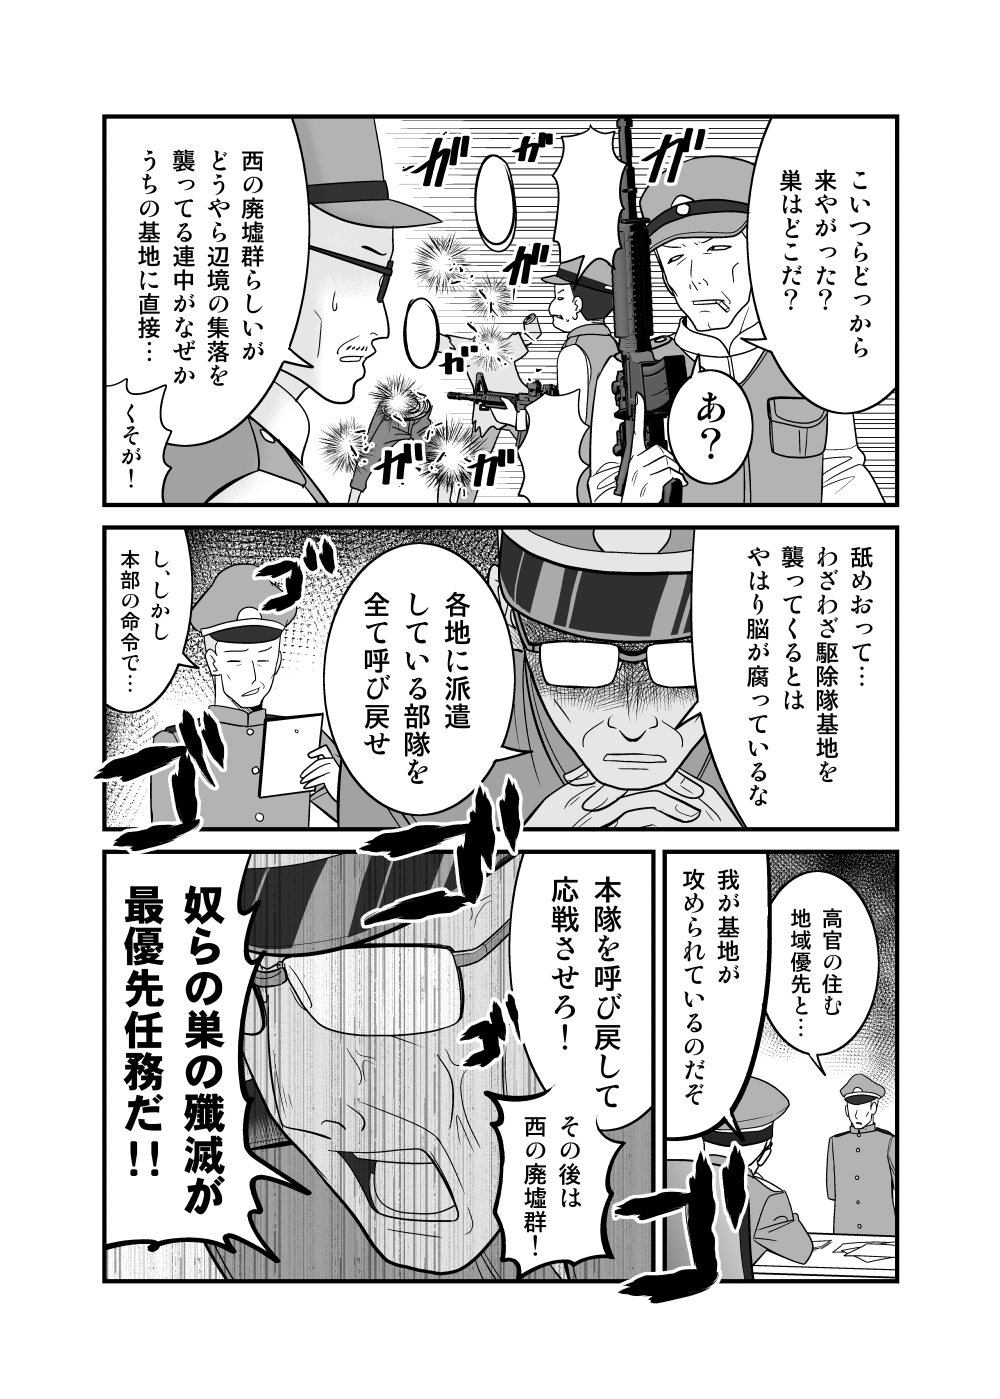 こいつらどっから
来やがった?
巣はどこだ?
あ?
ガガ
ガガ
ガ
ガガ
西の廃墟群らしいが
どうやら辺境の集落を
襲ってる連中がなぜか
うちの基地に直接…
くそが!
舐めおって…
わざわざ駆除隊基地を
襲ってくるとは
やはり脳が腐っているな
各地に派遣
している部隊を
全て呼び戻せ
ゴゴ
ゴゴ
し、しかし
本部の命令で…
高官の住む
地域優先と…
我が基地が
攻められているのだぞ
ゴゴ
本隊を呼び戻して
応戦させろ!
その後は
西の廃墟群!
奴らの巣の殲滅が
最優先任務だ!!